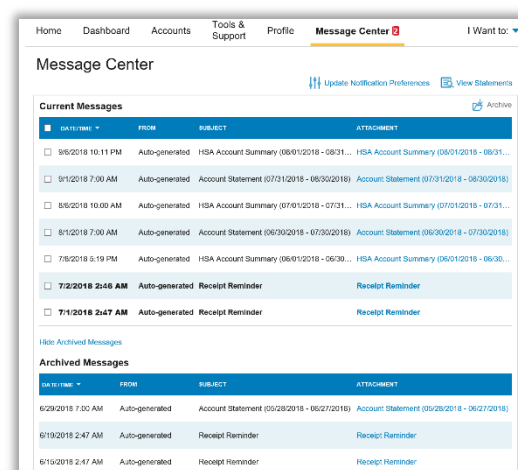 Home Dashboard Accounts Tools & Support Profile Message Center 2 I Want to:
Message Center
Update Notification Preferences View Statements
Current Messages Archive
DATE/TIME FROM SUBJECT ATTACHMENT
9/6/2018 10:11 PM Auto-generated HSA Account Summary (08/01/2018 - 08/31... HSA Account Summary (08/01/2018 - 08/31...
9/1/2018 7:00 AM Auto-generated Account Statement (07/31/2018 - 08/30/2018) Account Statement (07/31/2018 - 08/30/2018)
8/6/2018 10:00 AM Auto-generated HSA Account Summary (07/01/2018 - 07/31... HSA Account Summary (07/01/2018 - 07/31...
8/1/2018 7:00 AM Auto-generated Account Statement (06/30/2018 - 07/30/2018) Account Statement (06/30/2018 - 07/30/2018)
7/8/2018 5:19 PM Auto-generated HSA Account Summary (06/01/2018 - 06/30... HSA Account Summary (06/01/2018 - 06/30...
7/2/2018 2:46 AM Auto-generated Receipt Reminder Receipt Reminder
7/1/2018 2:47 AM Auto-generated Receipt Reminder Receipt Reminder
Hide Archived Messages
Archived Messages
DATE/TIME FROM SUBJECT ATTACHMENT
6/29/2018 7:00 AM Auto-generated Account Statement (05/28/2018 - 06/27/2018) Account Statement (05/28/2018 - 06/27/2018)
6/19/2018 2:47 AM Auto-generated Receipt Reminder Receipt Reminder
6/15/2018 2:47 AM Auto-generated Receipt Reminder Receipt Reminder